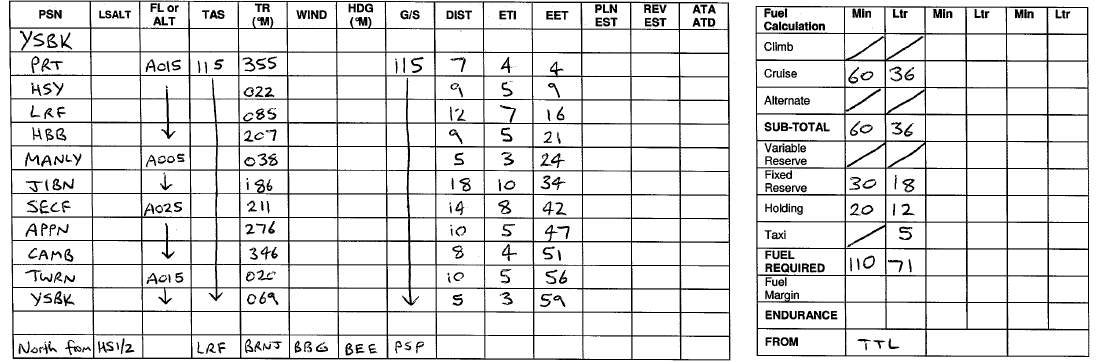 PSN LSALT FL or ALT TAS TR (°M) WIND HDG (°M) G/S DIST ETI EET PLN EST REV EST ATA ATD
YSBK
PRT A015 115 355 115 7 4 4
HSY 022 9 5 9
LRF 085 12 7 16
HBB 207 9 5 21
MANLY A005 038 5 3 24
JIBN 186 18 10 34
SECF A025 211 14 8 42
APPN 276 10 5 47
CAMB 346 8 4 51
TWRN A015 020 10 5 56
YSBK 069 5 3 59
North from HS1/2 LRF BRNJ BBG BEE PSP
Fuel Calculation Min Ltr Min Ltr Min Ltr
Climb
Cruise 60 36
Alternate
SUB-TOTAL 60 36
Variable Reserve
Fixed Reserve 30 18
Holding 20 12
Taxi 5
FUEL REQUIRED 110 71
Fuel Margin
ENDURANCE
FROM TTL